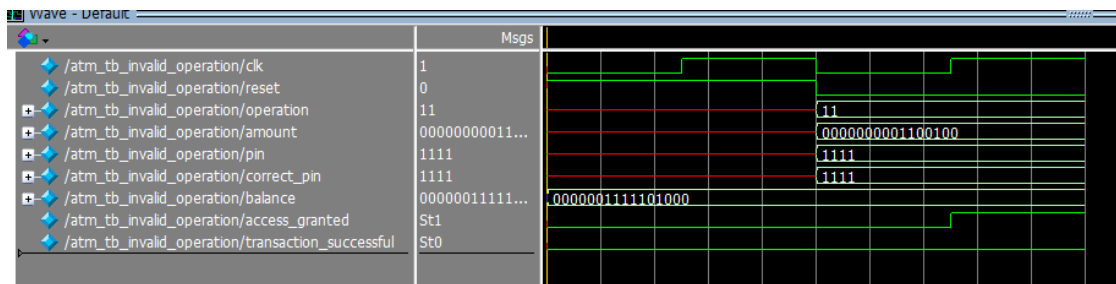 Wave - Default
Msgs
/atm_tb_invalid_operation/clk 1
/atm_tb_invalid_operation/reset 0
/atm_tb_invalid_operation/operation 11 11
/atm_tb_invalid_operation/amount 00000000011... 0000000001100100
/atm_tb_invalid_operation/pin 1111 1111
/atm_tb_invalid_operation/correct_pin 1111 1111
/atm_tb_invalid_operation/balance 00000011111... 0000001111101000
/atm_tb_invalid_operation/access_granted St1
/atm_tb_invalid_operation/transaction_successful St0